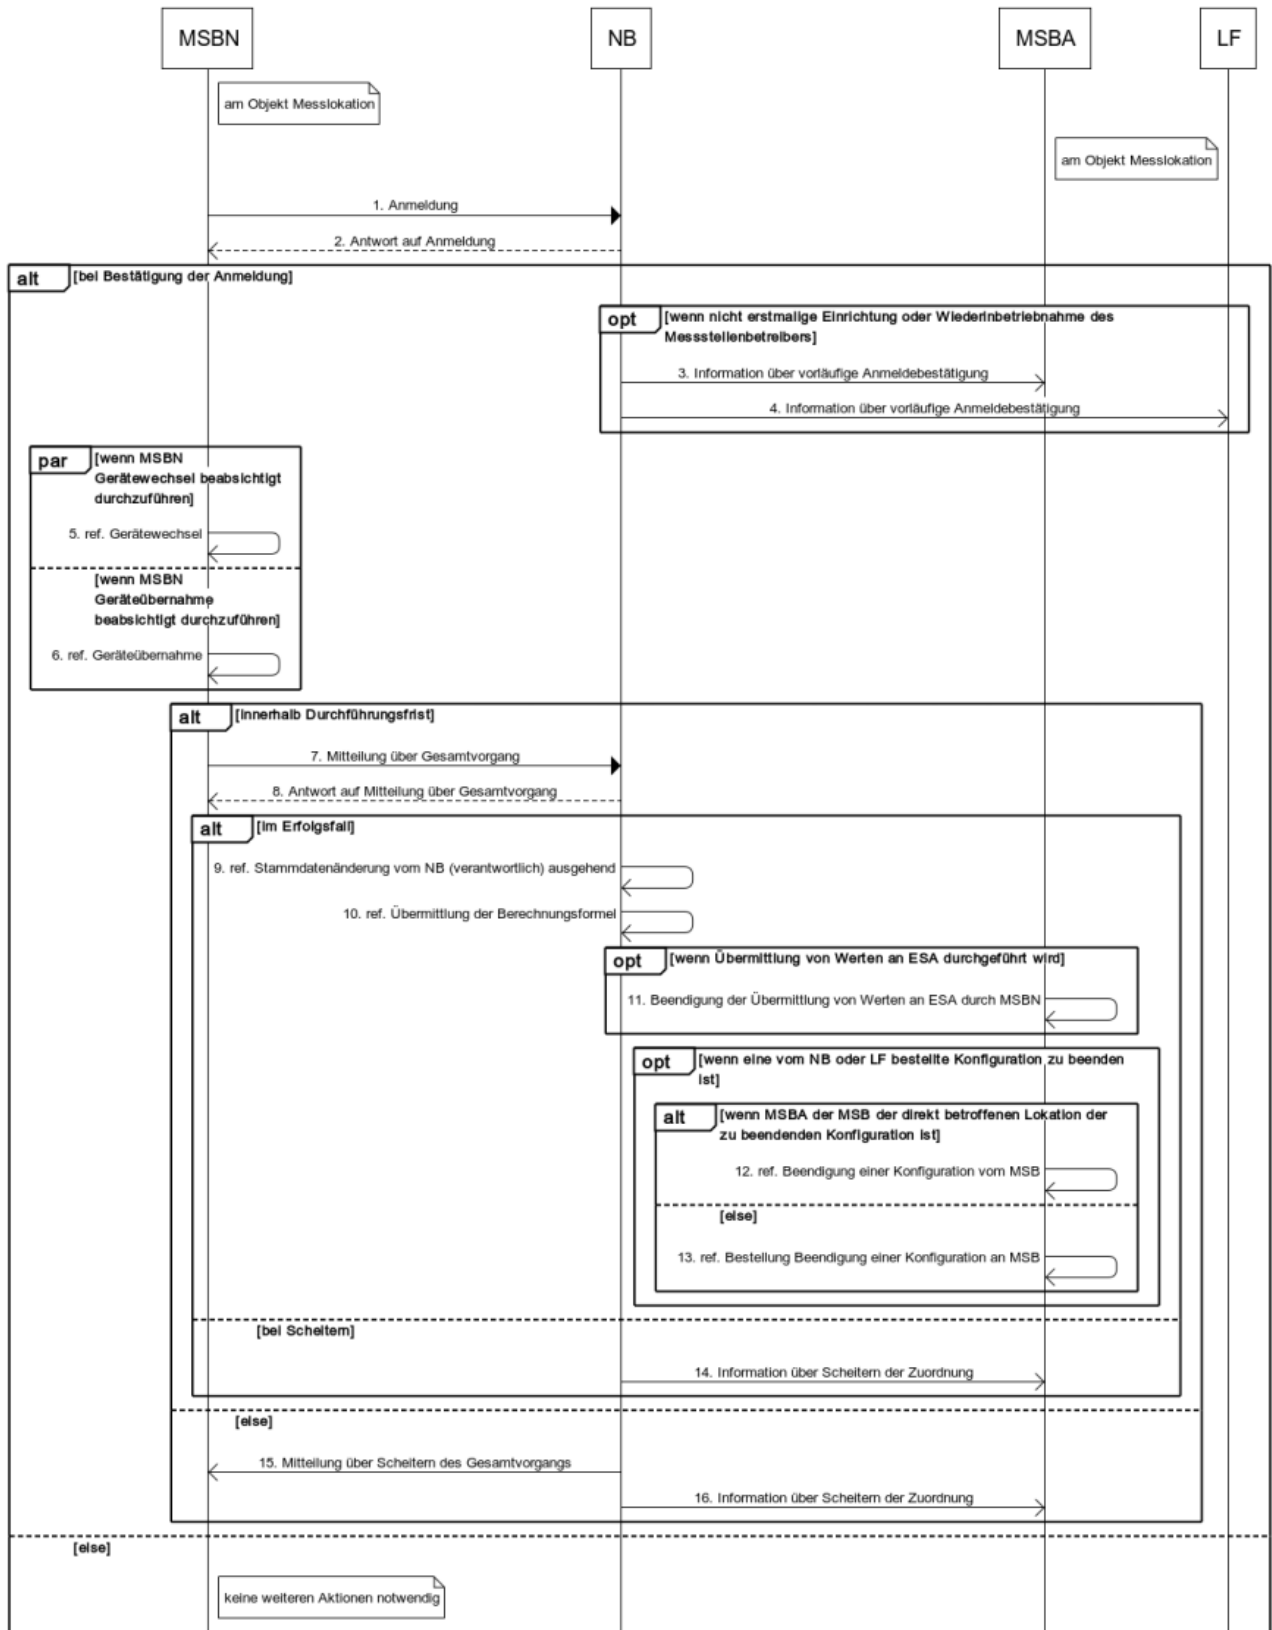 MSBN
NB
MSBA
LF
am Objekt Messlokation
am Objekt Messlokation
1. Anmeldung
2. Antwort auf Anmeldung
alt
[bei Bestätigung der Anmeldung]
opt
[wenn nicht erstmalige Einrichtung oder Wiederinbetriebnahme des
Messstellenbetreibers]
3. Information über vorläufige Anmeldebestätigung
4. Information über vorläufige Anmeldebestätigung
par
[wenn MSBN
Gerätewechsel beabsichtigt
durchzuführen]
5. ref. Gerätewechsel
[wenn MSBN
Geräteübernahme
beabsichtigt durchzuführen]
6. ref. Geräteübernahme
alt
[innerhalb Durchführungsfrist]
7. Mitteilung über Gesamtvorgang
8. Antwort auf Mitteilung über Gesamtvorgang
alt
[im Erfolgsfall]
9. ref. Stammdatenänderung vom NB (verantwortlich) ausgehend
10. ref. Übermittlung der Berechnungsformel
opt
[wenn Übermittlung von Werten an ESA durchgeführt wird]
11. Beendigung der Übermittlung von Werten an ESA durch MSBN
opt
[wenn eine vom NB oder LF bestellte Konfiguration zu beenden
ist]
alt
[wenn MSBA der MSB der direkt betroffenen Lokation der
zu beendenden Konfiguration ist]
12. ref. Beendigung einer Konfiguration vom MSB
[else]
13. ref. Bestellung Beendigung einer Konfiguration an MSB
[bei Scheitern]
14. Information über Scheitern der Zuordnung
[else]
15. Mitteilung über Scheitern des Gesamtvorgangs
16. Information über Scheitern der Zuordnung
[else]
keine weiteren Aktionen notwendig